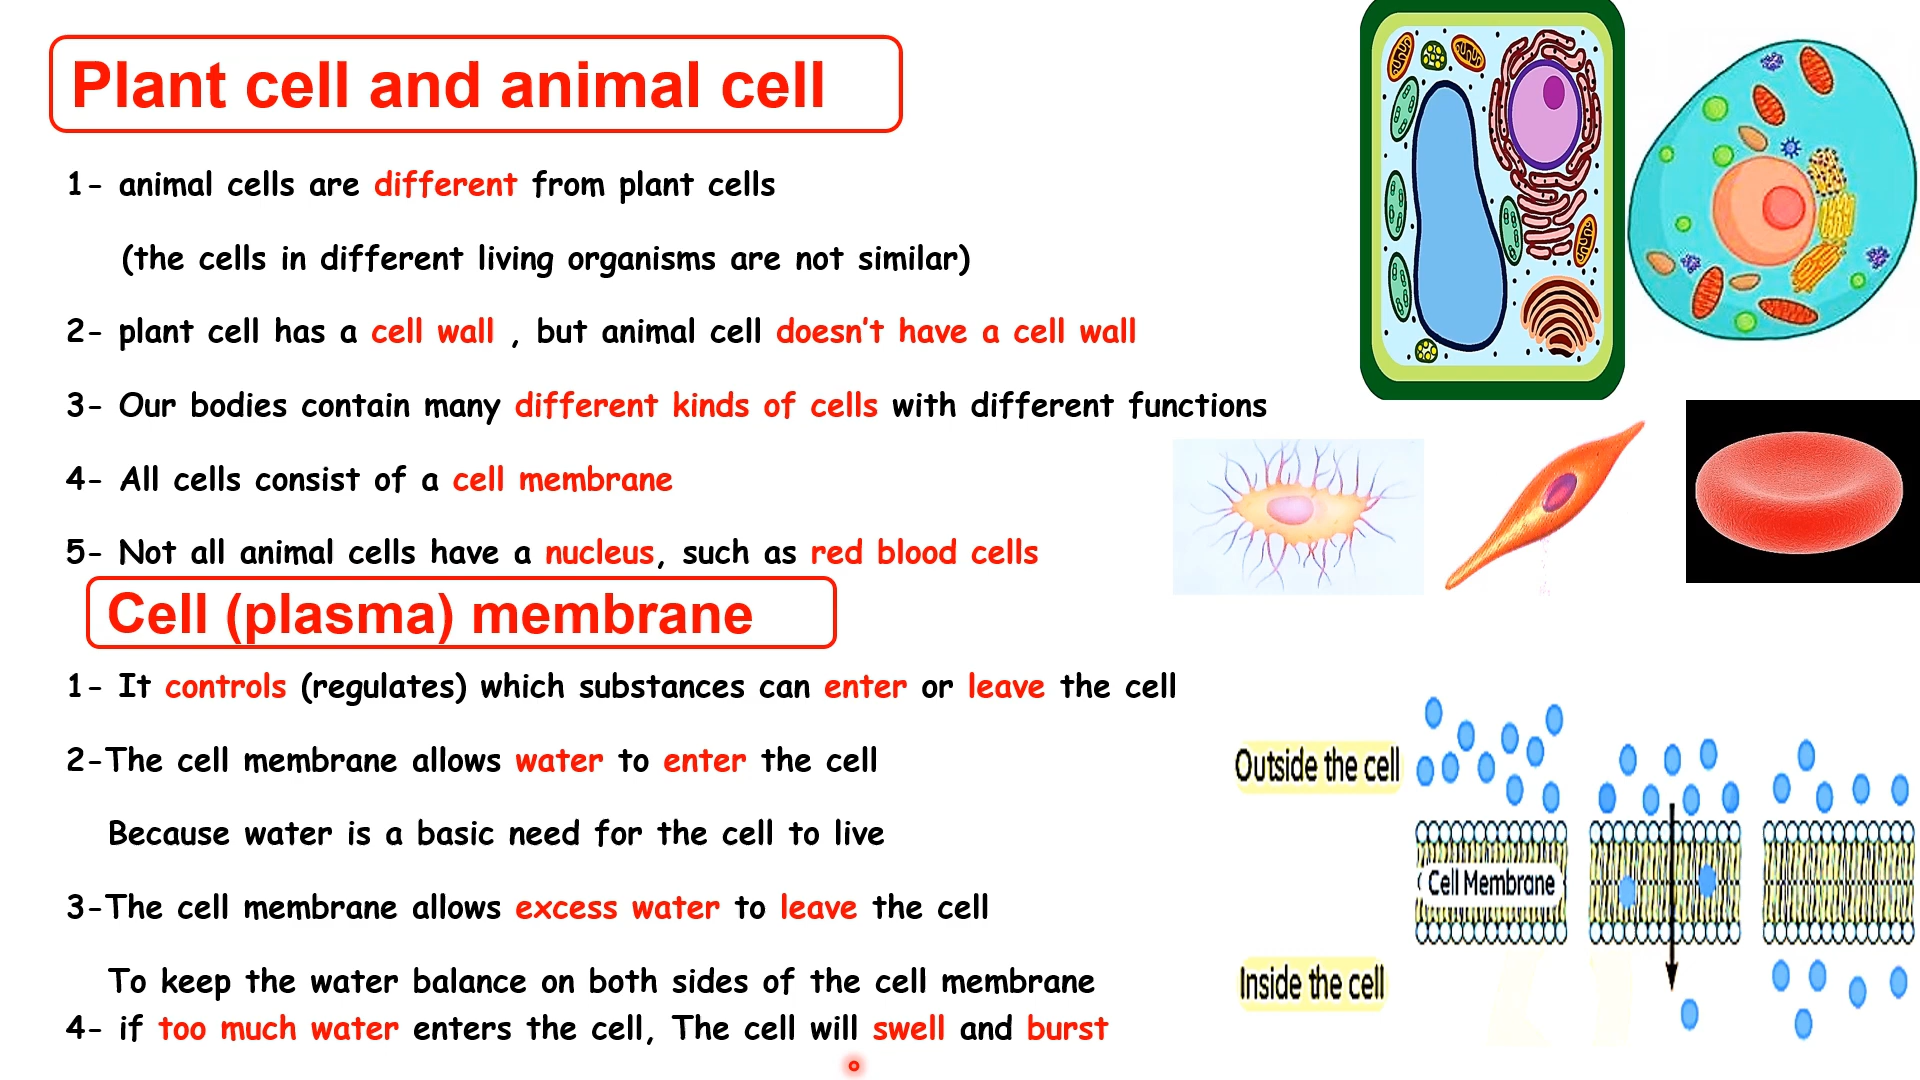 Plant cell and animal cell
1- animal cells are different from plant cells
(the cells in different living organisms are not similar)
2- plant cell has a cell wall , but animal cell doesn't have a cell wall
3- Our bodies contain many different kinds of cells with different functions
4- All cells consist of a cell membrane
5- Not all animal cells have a nucleus, such as red blood cells
Cell (plasma) membrane
1- It controls (regulates) which substances can enter or leave the cell
2-The cell membrane allows water to enter the cell
Because water is a basic need for the cell to live
3-The cell membrane allows excess water to leave the cell
To keep the water balance on both sides of the cell membrane
4- if too much water enters the cell, The cell will swell and burst
Outside the cell
Cell Membrane
Inside the cell